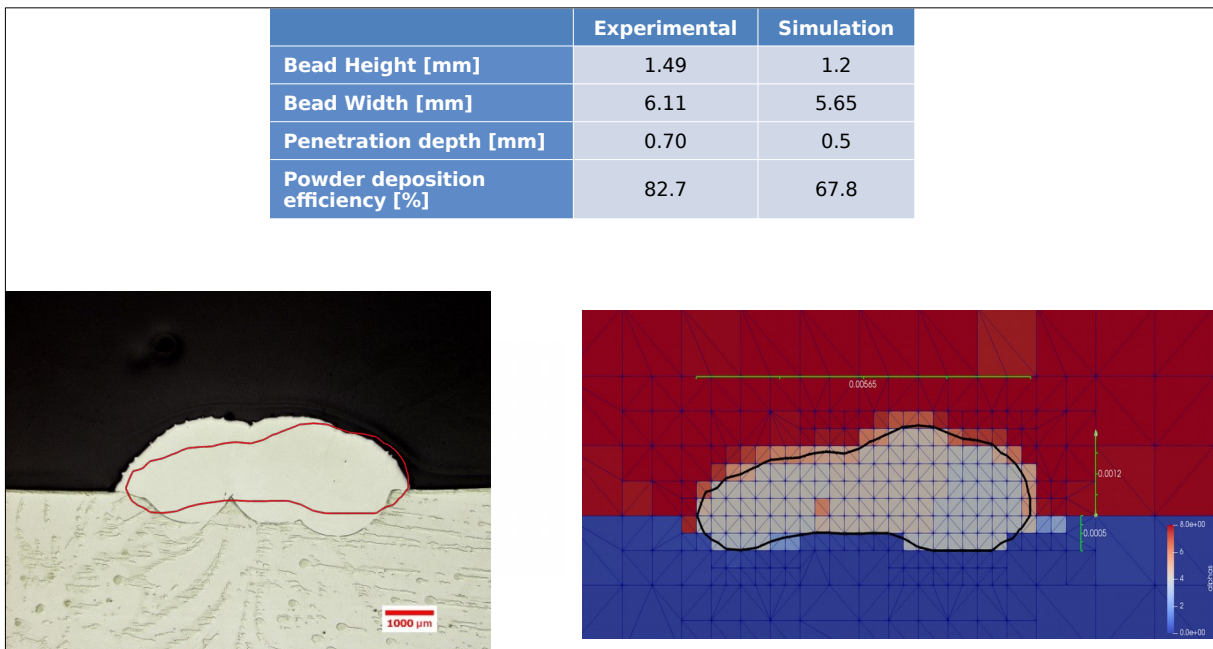 Experimental Simulation
Bead Height [mm] 1.49 1.2
Bead Width [mm] 6.11 5.65
Penetration depth [mm] 0.70 0.5
Powder deposition
efficiency [%] 82.7 67.8
0.00565
0.0012
0.0005
8.0e+00
6
4
2
0.0e+00
alphas
1000 µm